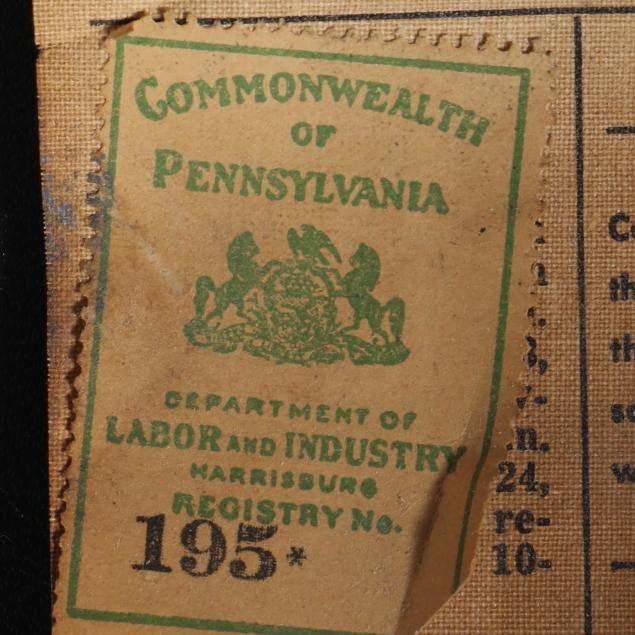 COMMONWEALTH
OF
PENNSYLVANIA
DEPARTMENT OF
LABOR AND INDUSTRY
HARRISBURG
REGISTRY No.
195*
.n.
24,
re-
10-